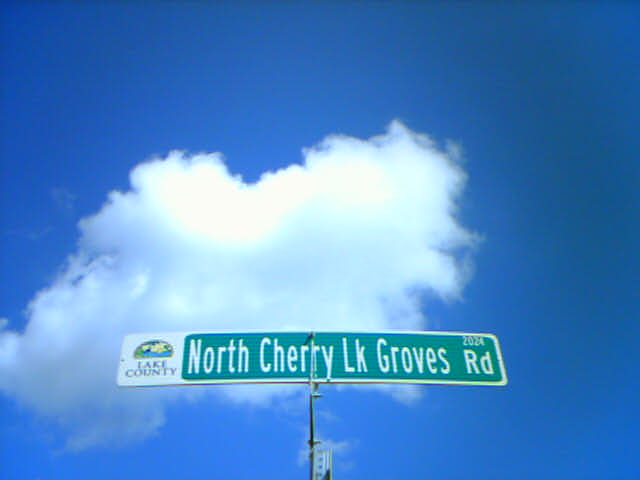 LAKE
COUNTY
North Cherry Lk Groves Rd
2024